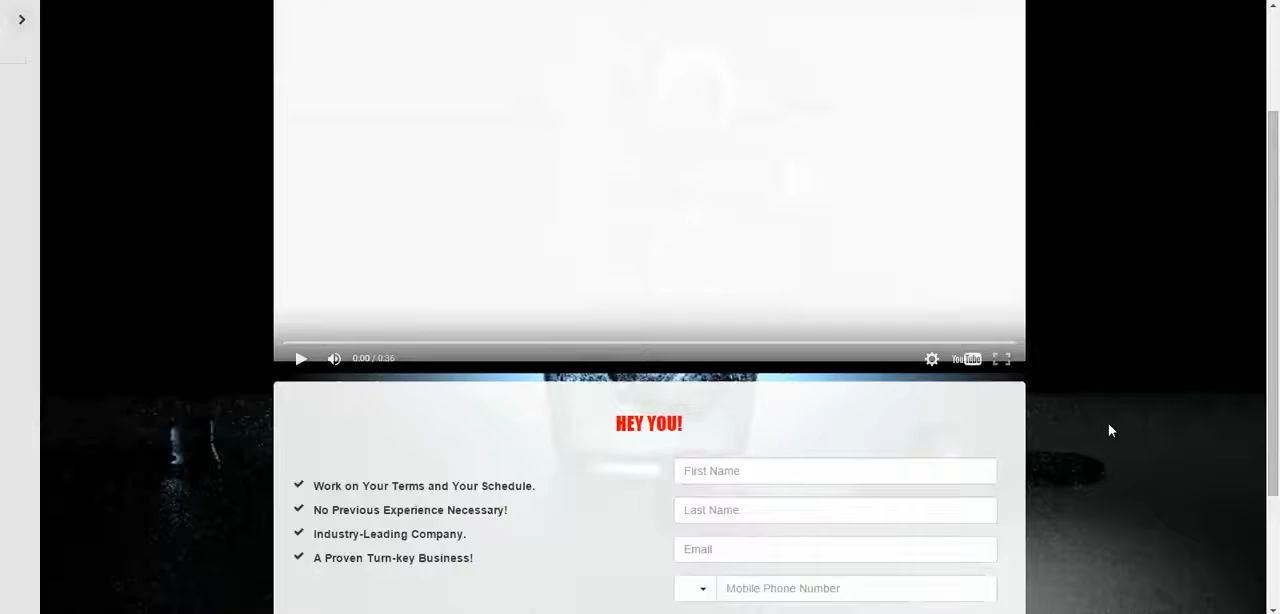 0:00 / 0:36
YouTube
HEY YOU!
Work on Your Terms and Your Schedule.
No Previous Experience Necessary!
Industry-Leading Company.
A Proven Turn-key Business!
First Name
Last Name
Email
Mobile Phone Number